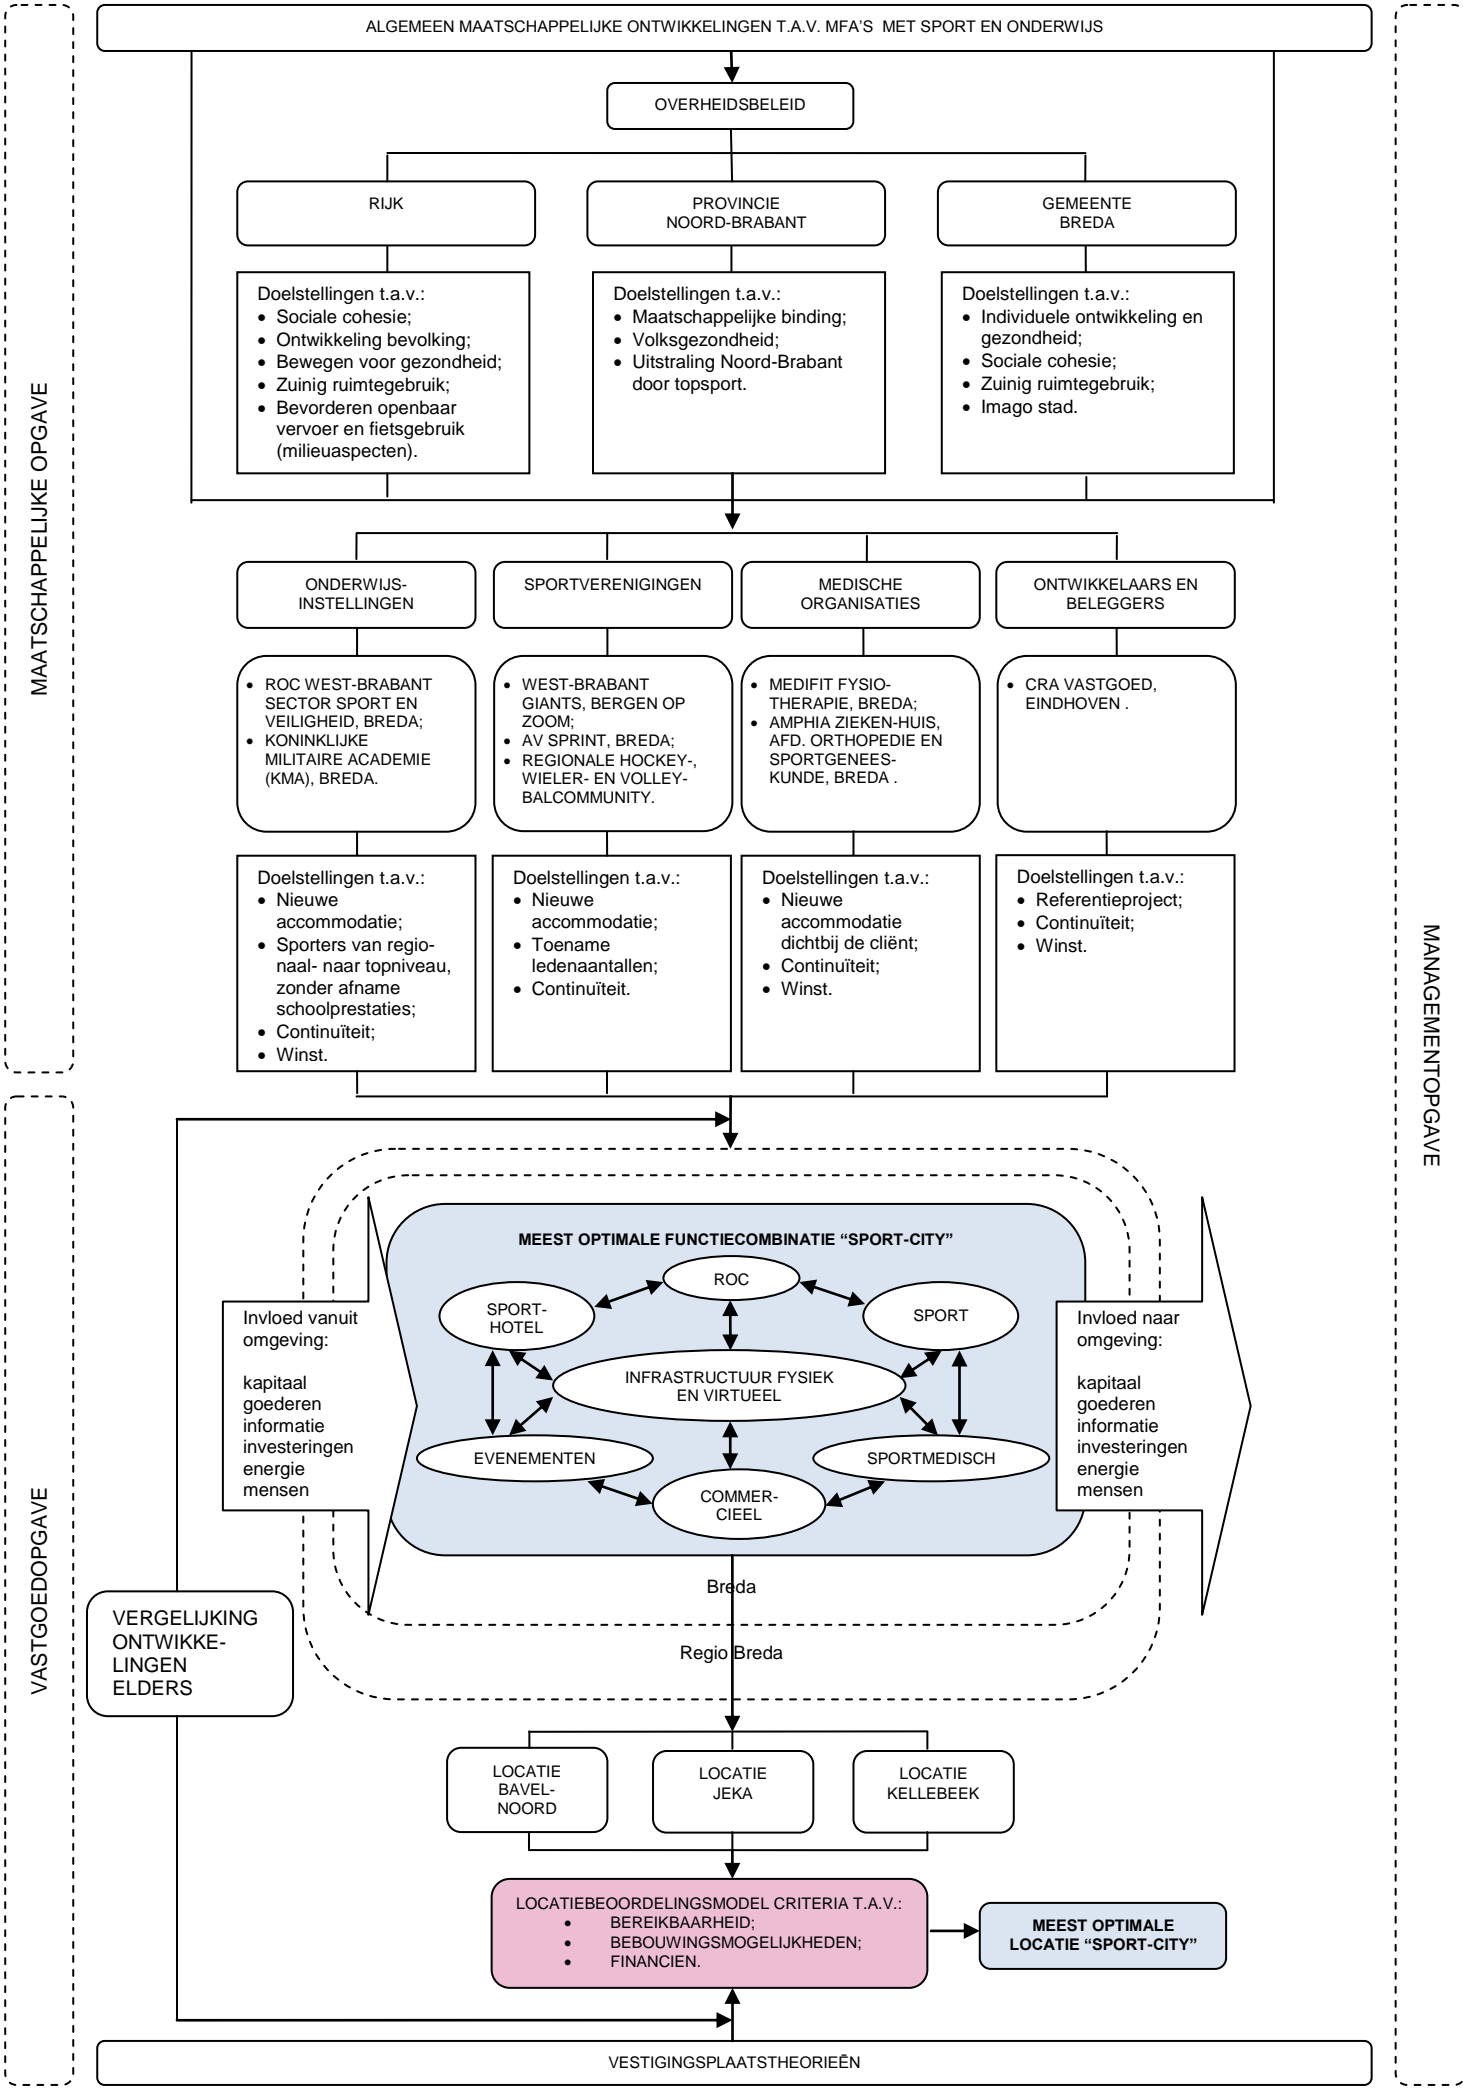 ALGEMEEN MAATSCHAPPELIJKE ONTWIKKELINGEN T.A.V. MFA'S MET SPORT EN ONDERWIJS
OVERHEIDSBELEID
RIJK
PROVINCIE
NOORD-BRABANT
GEMEENTE
BREDA
Doelstellingen t.a.v.:
• Sociale cohesie;
• Ontwikkeling bevolking;
• Bewegen voor gezondheid;
• Zuinig ruimtegebruik;
• Bevorderen openbaar
vervoer en fietsgebruik
(milieuaspecten).
Doelstellingen t.a.v.:
• Maatschappelijke binding;
• Volksgezondheid;
• Uitstraling Noord-Brabant
door topsport.
Doelstellingen t.a.v.:
• Individuele ontwikkeling en
gezondheid;
• Sociale cohesie;
• Zuinig ruimtegebruik;
• Imago stad.
MAATSCHAPPELIJKE OPGAVE
ONDERWIJS-
INSTELLINGEN
SPORTVERENIGINGEN
MEDISCHE
ORGANISATIES
ONTWIKKELAARS EN
BELEGGERS
• ROC WEST-BRABANT
SECTOR SPORT EN
VEILIGHEID, BREDA;
• KONINKLIJKE
MILITAIRE ACADEMIE
(KMA), BREDA.
• WEST-BRABANT
GIANTS, BERGEN OP
ZOOM;
• AV SPRINT, BREDA;
• REGIONALE HOCKEY-,
WIELER- EN VOLLEY-
BALCOMMUNITY.
• MEDIFIT FYSIO-
THERAPIE, BREDA;
• AMPHIA ZIEKEN-HUIS,
AFD. ORTHOPEDIE EN
SPORTGENEES-
KUNDE, BREDA .
• CRA VASTGOED,
EINDHOVEN .
Doelstellingen t.a.v.:
• Nieuwe
accommodatie;
• Sporters van regio-
naal- naar topniveau,
zonder afname
schoolprestaties;
• Continuïteit;
• Winst.
Doelstellingen t.a.v.:
• Nieuwe
accommodatie;
• Toename
ledenaantallen;
• Continuïteit.
Doelstellingen t.a.v.:
• Nieuwe
accommodatie
dichtbij de cliënt;
• Continuïteit;
• Winst.
Doelstellingen t.a.v.:
• Referentieproject;
• Continuïteit;
• Winst.
MANAGEMENTOPGAVE
MEEST OPTIMALE FUNCTIECOMBINATIE “SPORT-CITY”
ROC
SPORT-
HOTEL
SPORT
INFRASTRUCTUUR FYSIEK
EN VIRTUEEL
EVENEMENTEN
SPORTMEDISCH
COMMER-
CIEEL
Invloed vanuit
omgeving:
kapitaal
goederen
informatie
investeringen
energie
mensen
Invloed naar
omgeving:
kapitaal
goederen
informatie
investeringen
energie
mensen
Breda
Regio Breda
VASTGOEDOPGAVE
VERGELIJKING
ONTWIKKE-
LINGEN
ELDERS
LOCATIE
BAVEL-
NOORD
LOCATIE
JEKA
LOCATIE
KELLEBEEK
LOCATIEBEOORDELINGSMODEL CRITERIA T.A.V.:
• BEREIKBAARHEID;
• BEBOUWINGSMOGELIJKHEDEN;
• FINANCIEN.
MEEST OPTIMALE
LOCATIE “SPORT-CITY”
VESTIGINGSPLAATSTHEORIEËN